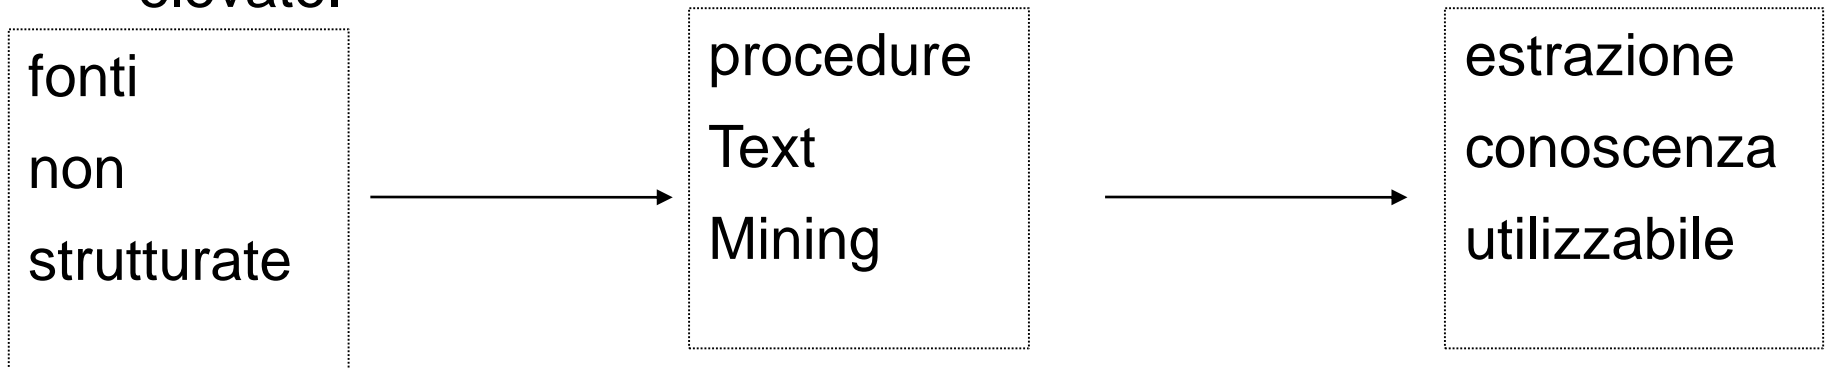 fonti
non
strutturate
procedure
Text
Mining
estrazione
conoscenza
utilizzabile